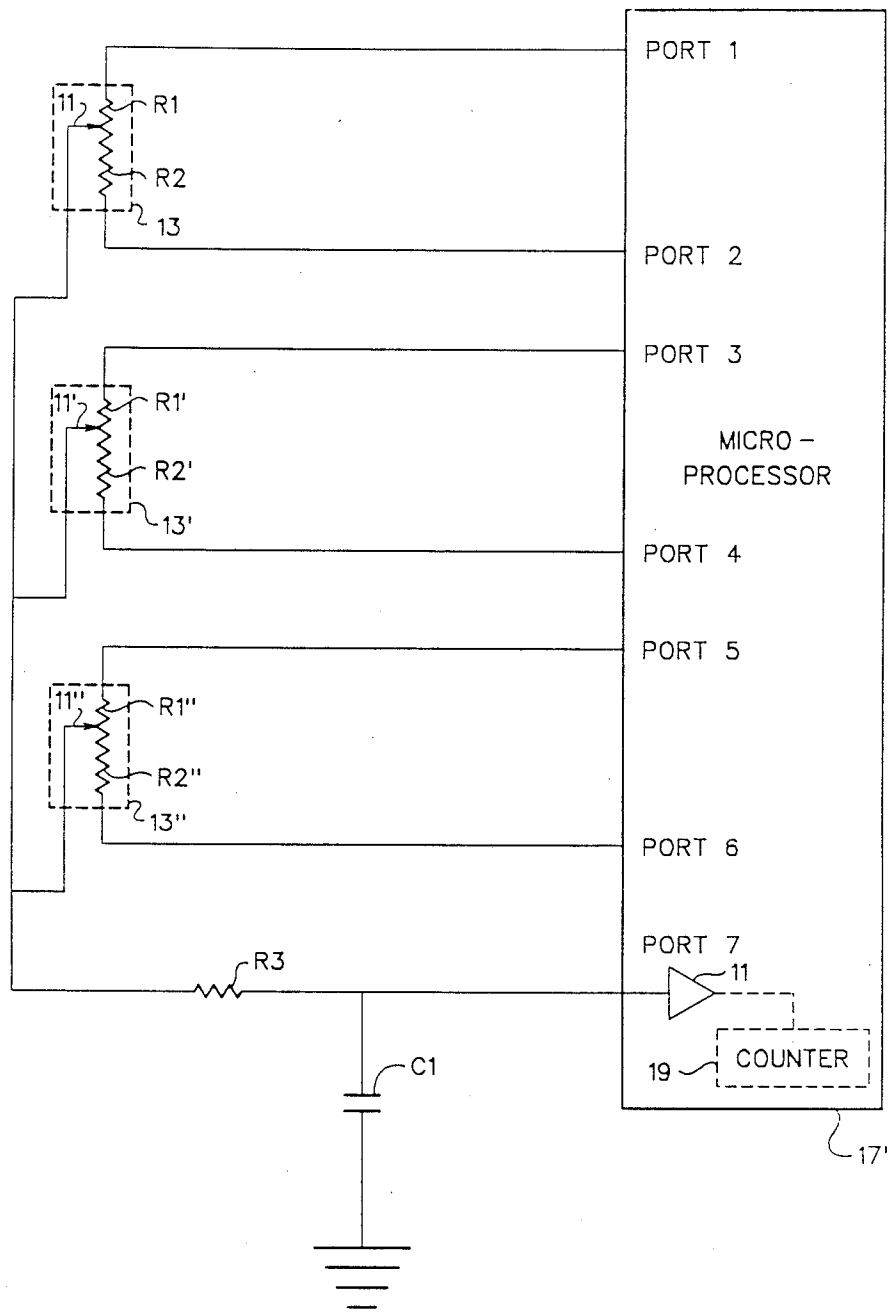 PORT 1
11
R1
R2
13
PORT 2
PORT 3
11'
R1'
R2'
13'
MICRO-
PROCESSOR
PORT 4
PORT 5
11"
R1"
R2"
13"
PORT 6
PORT 7
R3
11
19
COUNTER
C1
17'